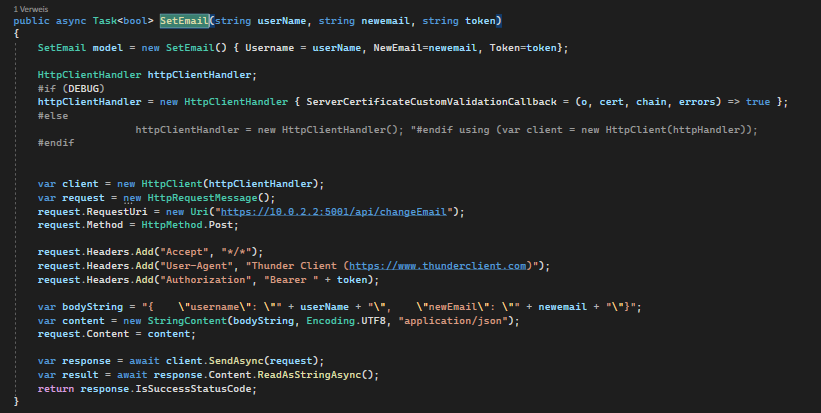 1 Verweis
public async Task<bool> SetEmail(string userName, string newemail, string token)
{
SetEmail model = new SetEmail() { Username = userName, NewEmail=newemail, Token=token};
HttpClientHandler httpClientHandler;
#if (DEBUG)
httpClientHandler = new HttpClientHandler { ServerCertificateCustomValidationCallback = (o, cert, chain, errors) => true };
#else
httpClientHandler = new HttpClientHandler(); "#endif using (var client = new HttpClient(httpHandler));
#endif
var client = new HttpClient(httpClientHandler);
var request = new HttpRequestMessage();
request.RequestUri = new Uri("https://10.0.2.2:5001/api/changeEmail");
request.Method = HttpMethod.Post;
request.Headers.Add("Accept", "*/*");
request.Headers.Add("User-Agent", "Thunder Client (https://www.thunderclient.com)");
request.Headers.Add("Authorization", "Bearer " + token);
var bodyString = "{    \"username\": \"" + userName + "\",    \"newEmail\": \"" + newemail + "\"}";
var content = new StringContent(bodyString, Encoding.UTF8, "application/json");
request.Content = content;
var response = await client.SendAsync(request);
var result = await response.Content.ReadAsStringAsync();
return response.IsSuccessStatusCode;
}